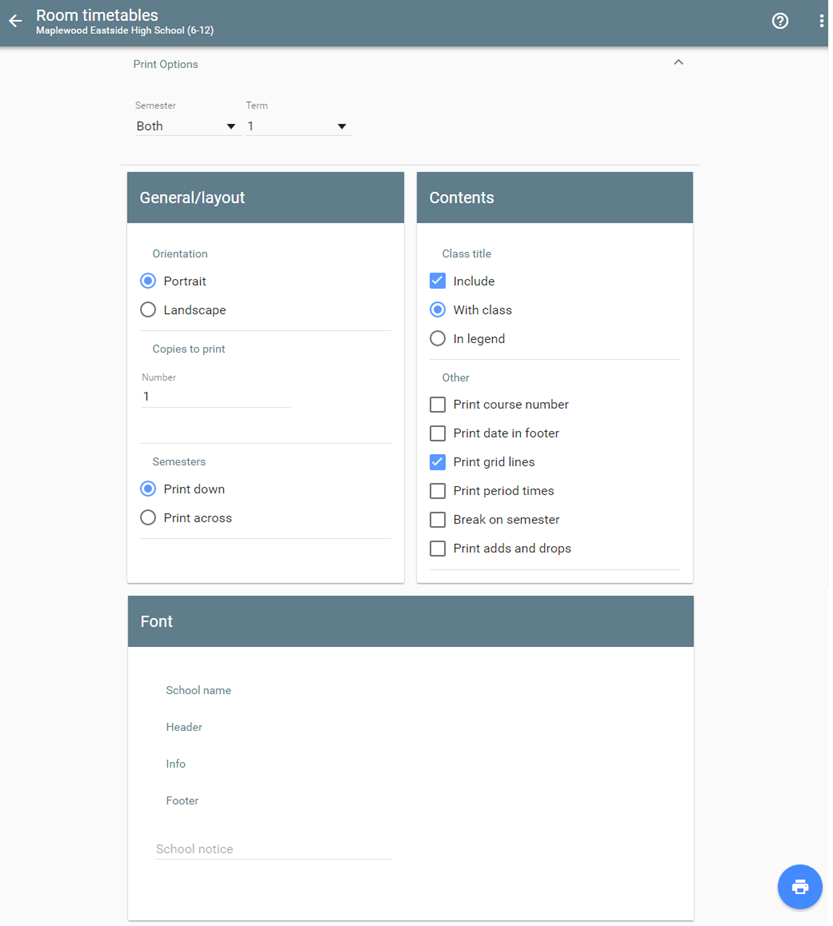 Room timetables
Maplewood Eastside High School (6-12)
Print Options
Semester
Term
Both
1
General/layout
Orientation
Portrait
Landscape
Copies to print
Number
1
Semesters
Print down
Print across
Contents
Class title
Include
With class
In legend
Other
Print course number
Print date in footer
Print grid lines
Print period times
Break on semester
Print adds and drops
Font
School name
Header
Info
Footer
School notice